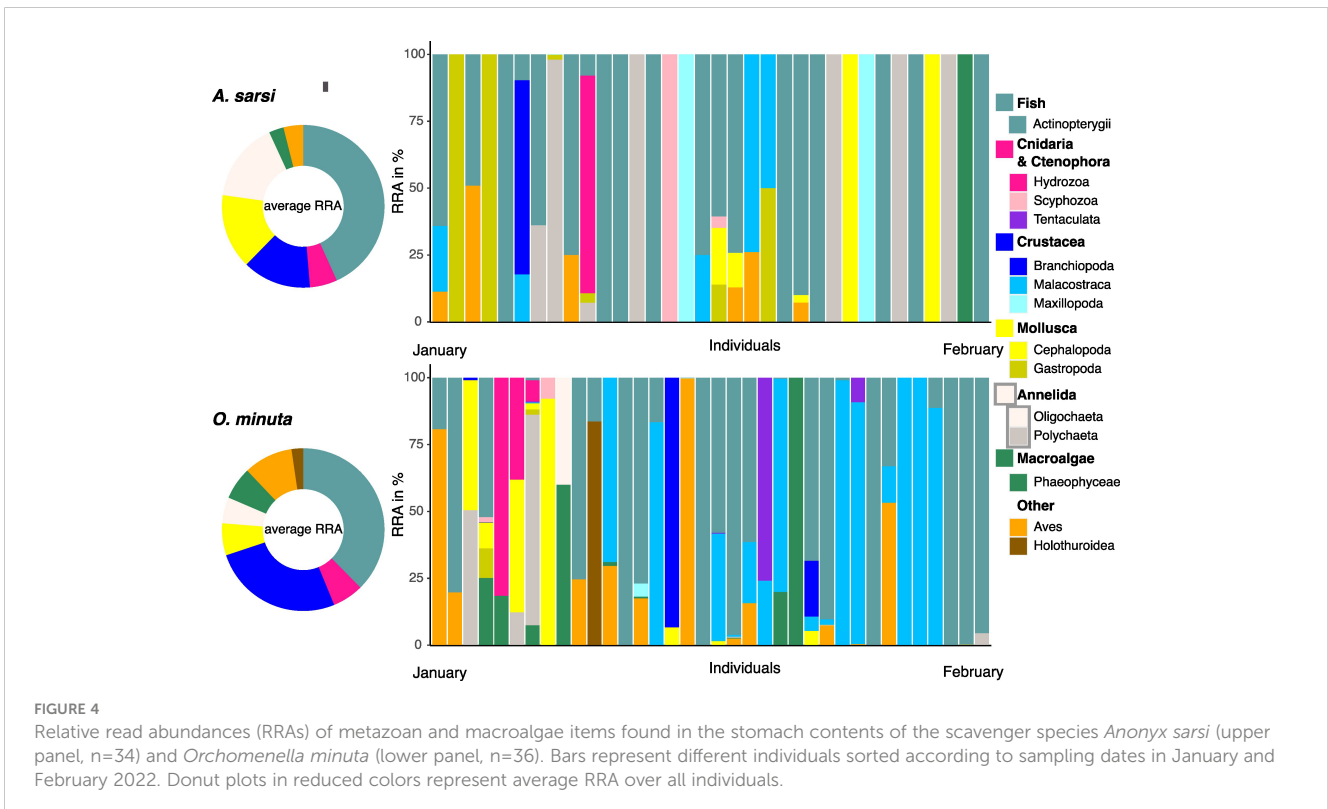 A. sarsi
average RRA
RRA in %
100
75
50
25
0
January
Individuals
February
O. minuta
average RRA
RRA in %
100
75
50
25
0
January
Individuals
February
Fish
Actinopterygii
Cnidaria
& Ctenophora
Hydrozoa
Scyphozoa
Tentaculata
Crustacea
Branchiopoda
Malacostraca
Maxillopoda
Mollusca
Cephalopoda
Gastropoda
Annelida
Oligochaeta
Polychaeta
Macroalgae
Phaeophyceae
Other
Aves
Holothuroidea
FIGURE 4
Relative read abundances (RRAs) of metazoan and macroalgae items found in the stomach contents of the scavenger species Anonyx sarsi (upper
panel, n=34) and Orchomenella minuta (lower panel, n=36). Bars represent different individuals sorted according to sampling dates in January and
February 2022. Donut plots in reduced colors represent average RRA over all individuals.